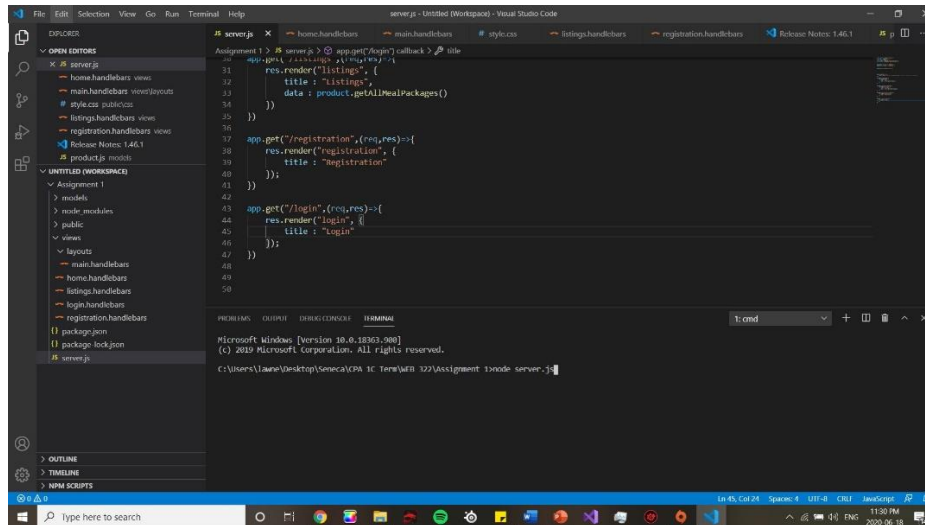 File Edit Selection View Go Run Terminal Help
server.js - Untitled (Workspace) - Visual Studio Code
EXPLORER
OPEN EDITORS
server.js
home.handlebars views
main.handlebars views\layouts
style.css public\css
listings.handlebars views
registration.handlebars views
Release Notes: 1.46.1
product.js models
UNTITLED (WORKSPACE)
Assignment 1
models
node_modules
public
views
layouts
main.handlebars
home.handlebars
listings.handlebars
login.handlebars
registration.handlebars
package.json
package-lock.json
server.js
OUTLINE
TIMELINE
NPM SCRIPTS
server.js home.handlebars main.handlebars style.css listings.handlebars registration.handlebars Release Notes: 1.46.1
Assignment 1 > server.js > app.get("/login") callback > title
30 app.get("/listings",(req,res)=>{
31 res.render("listings", {
32 title : "Listings",
33 data : product.getAllMealPackages()
34 })
35 })
36
37 app.get("/registration",(req,res)=>{
38 res.render("registration", {
39 title : "Registration"
40 });
41 })
42
43 app.get("/login",(req,res)=>{
44 res.render("login", {
45 title : "Login"
46 });
47 })
48
49
50
PROBLEMS OUTPUT DEBUG CONSOLE TERMINAL
1: cmd
Microsoft Windows [Version 10.0.18363.900]
(c) 2019 Microsoft Corporation. All rights reserved.
C:\Users\lawne\Desktop\Seneca\CPA 1C Term\WEB 322\Assignment 1>node server.js
0 0
Ln 45, Col 24 Spaces: 4 UTF-8 CRLF JavaScript
Type here to search
ENG
11:30 PM
2020-06-18